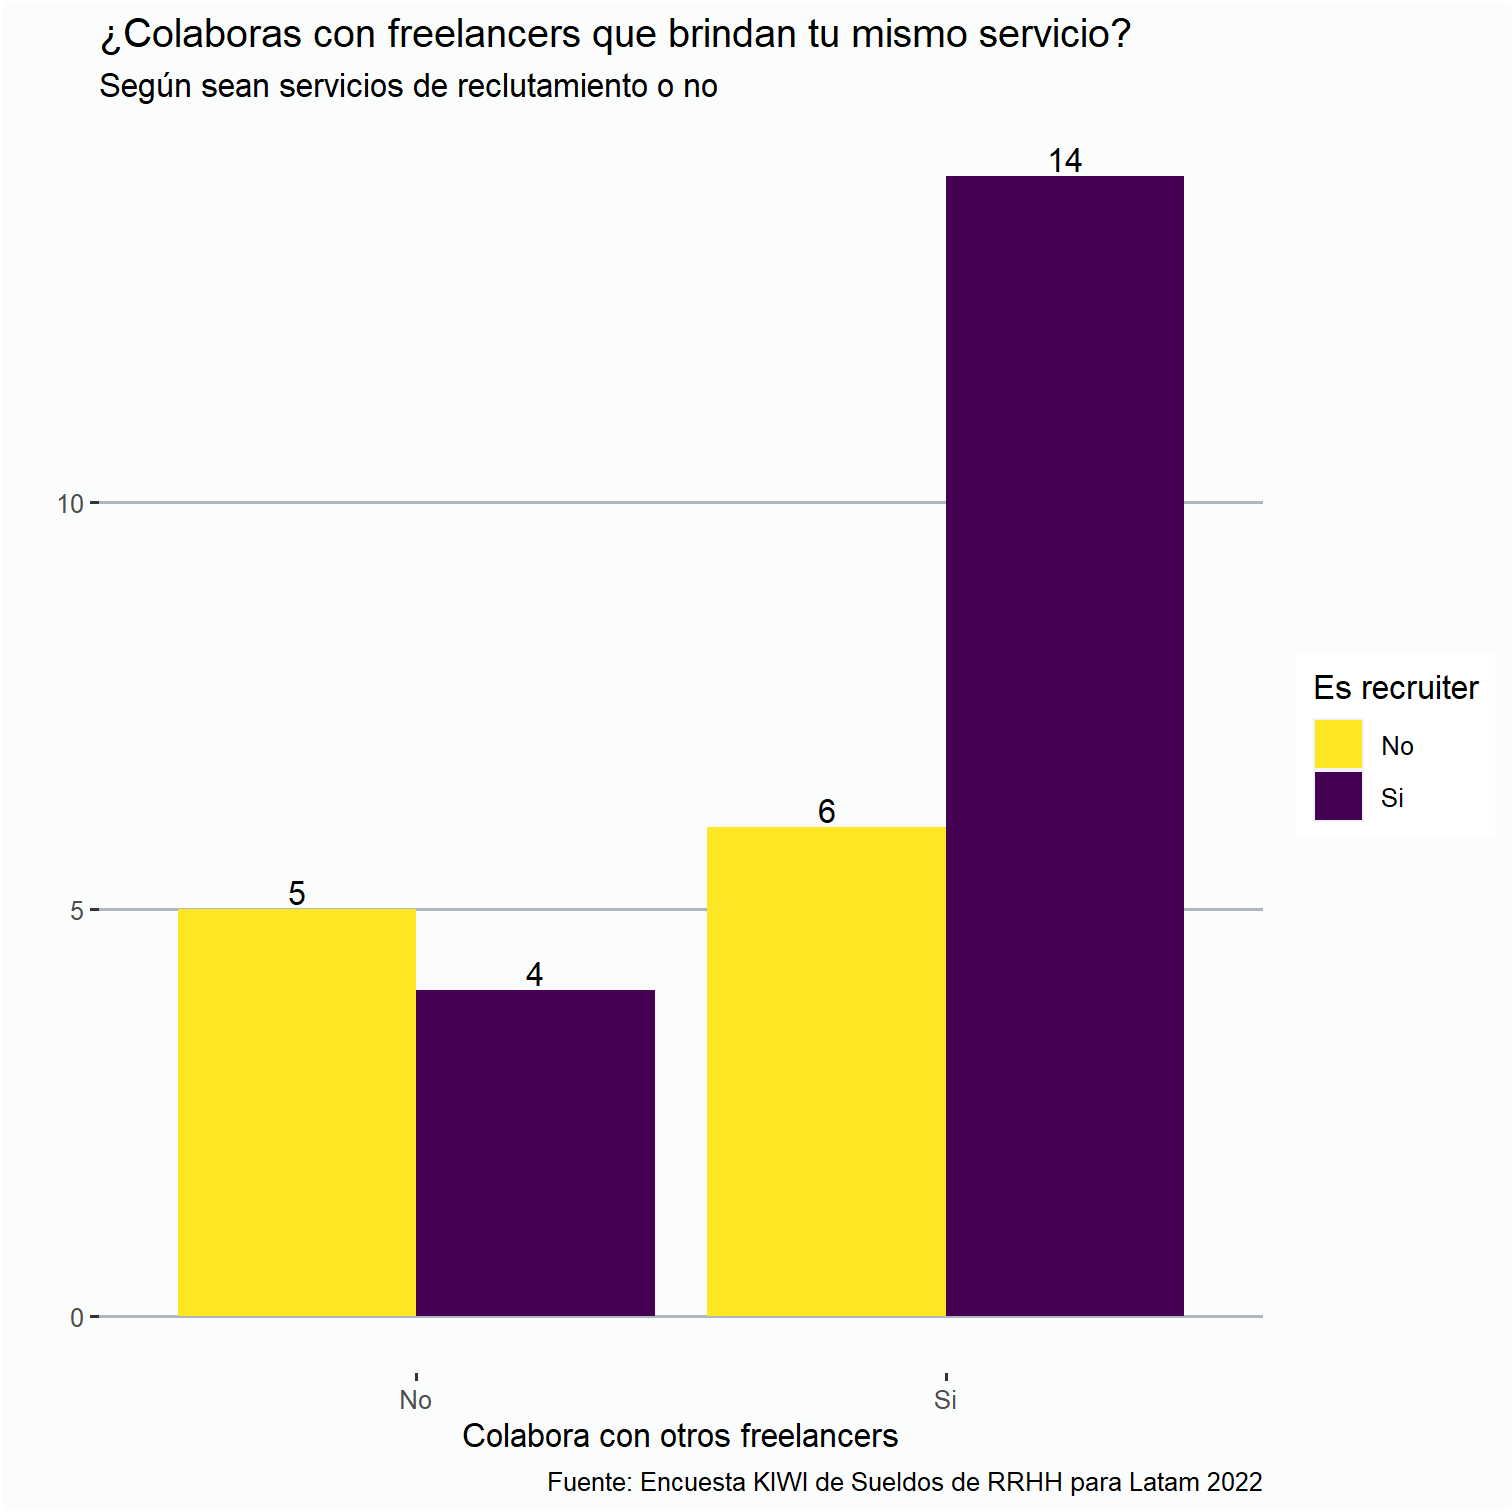 ¿Colaboras con freelancers que brindan tu mismo servicio?
Según sean servicios de reclutamiento o no
14
10
6
5
5
4
0
No
Si
Colabora con otros freelancers
Fuente: Encuesta KIWI de Sueldos de RRHH para Latam 2022
Es recruiter
No
Si